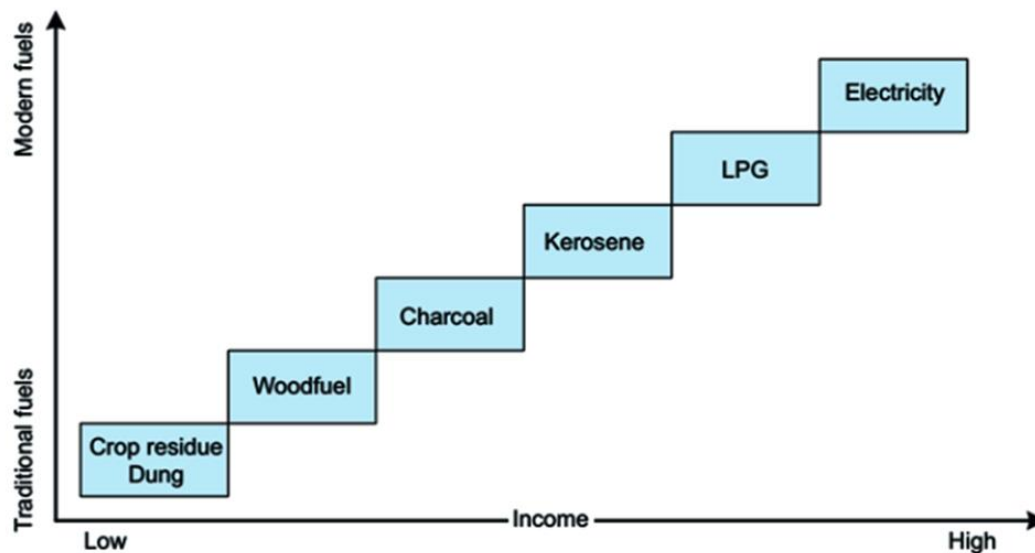 Modern fuels
Electricity
LPG
Kerosene
Charcoal
Woodfuel
Traditional fuels
Crop residue
Dung
Income
Low
High